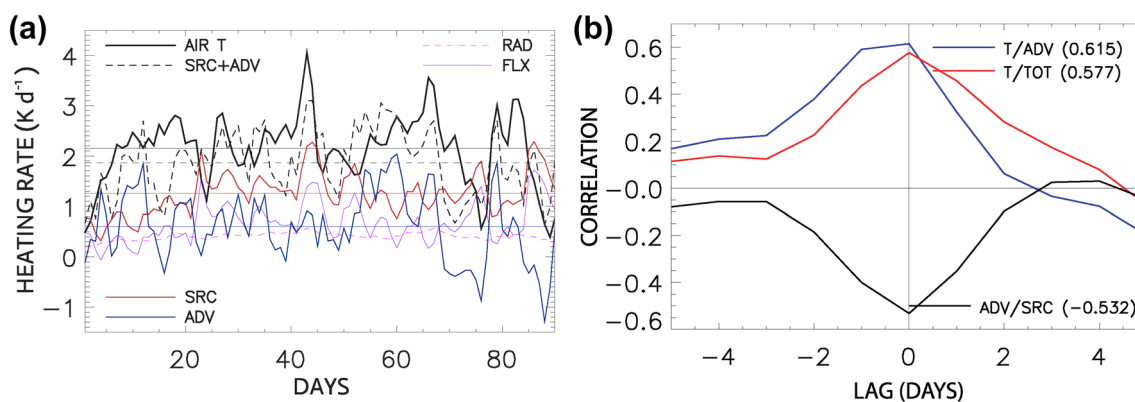 (a)
AIR T
SRC+ADV
RAD
FLX
HEATING RATE (K d⁻¹)
4
3
2
1
0
−1
SRC
ADV
20
40
60
80
DAYS
(b)
0.6
0.4
0.2
−0.0
−0.2
−0.4
−0.6
CORRELATION
T/ADV (0.615)
T/TOT (0.577)
ADV/SRC (−0.532)
−4
−2
0
2
4
LAG (DAYS)